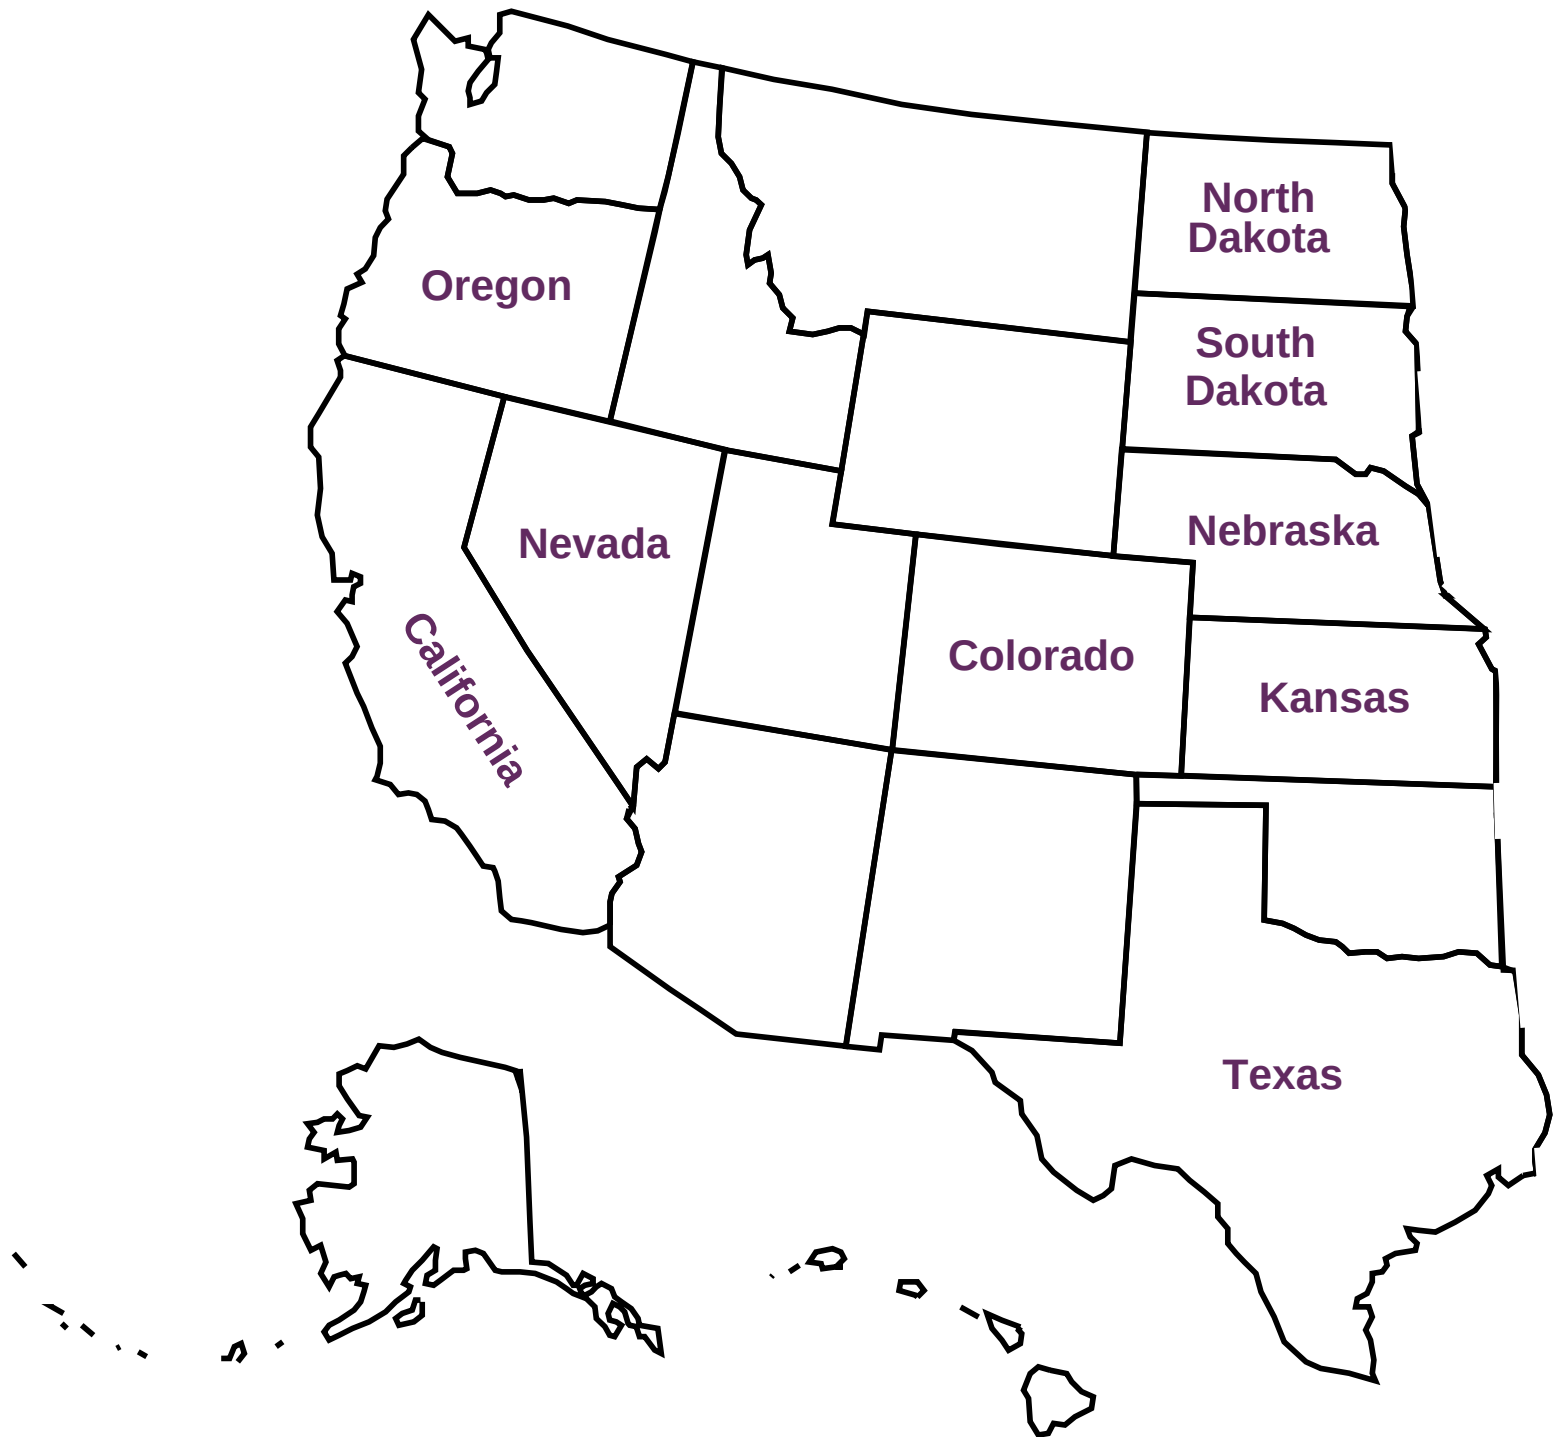 North
Dakota
Oregon
South
Dakota
Nebraska
Nevada
California
Colorado
Kansas
Texas